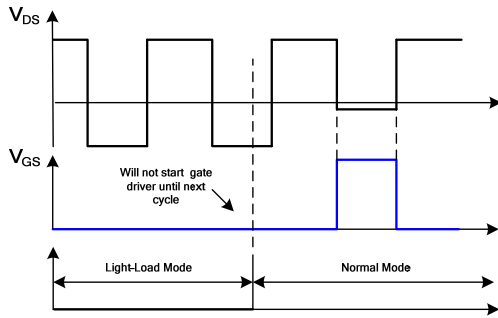 VDS
VGS
Will not start gate
driver until next
cycle
Light-Load Mode
Normal Mode